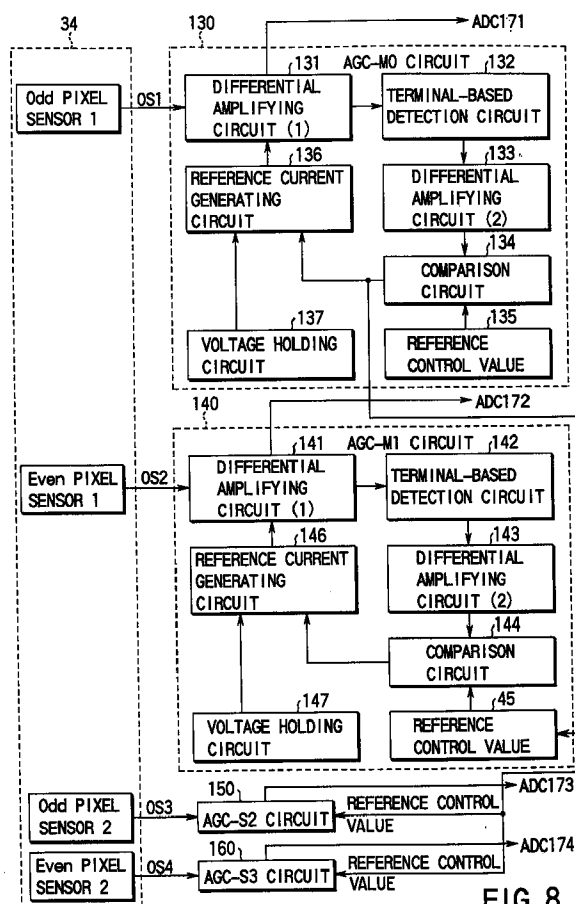 34
130
ADC171
131
AGC-M0 CIRCUIT
132
Odd PIXEL
SENSOR 1
OS1
DIFFERENTIAL
AMPLIFYING
CIRCUIT (1)
TERMINAL-BASED
DETECTION CIRCUIT
136
133
REFERENCE CURRENT
GENERATING
CIRCUIT
DIFFERENTIAL
AMPLIFYING
CIRCUIT (2)
134
COMPARISON
CIRCUIT
137
135
VOLTAGE HOLDING
CIRCUIT
REFERENCE
CONTROL VALUE
140
ADC172
141
AGC-M1 CIRCUIT
142
Even PIXEL
SENSOR 1
OS2
DIFFERENTIAL
AMPLIFYING
CIRCUIT (1)
TERMINAL-BASED
DETECTION CIRCUIT
146
143
REFERENCE CURRENT
GENERATING
CIRCUIT
DIFFERENTIAL
AMPLIFYING
CIRCUIT (2)
144
COMPARISON
CIRCUIT
147
45
VOLTAGE HOLDING
CIRCUIT
REFERENCE
CONTROL VALUE
150
ADC173
Odd PIXEL
SENSOR 2
OS3
AGC-S2 CIRCUIT
REFERENCE CONTROL
VALUE
160
ADC174
Even PIXEL
SENSOR 2
OS4
AGC-S3 CIRCUIT
REFERENCE CONTROL
VALUE
FIG. 8